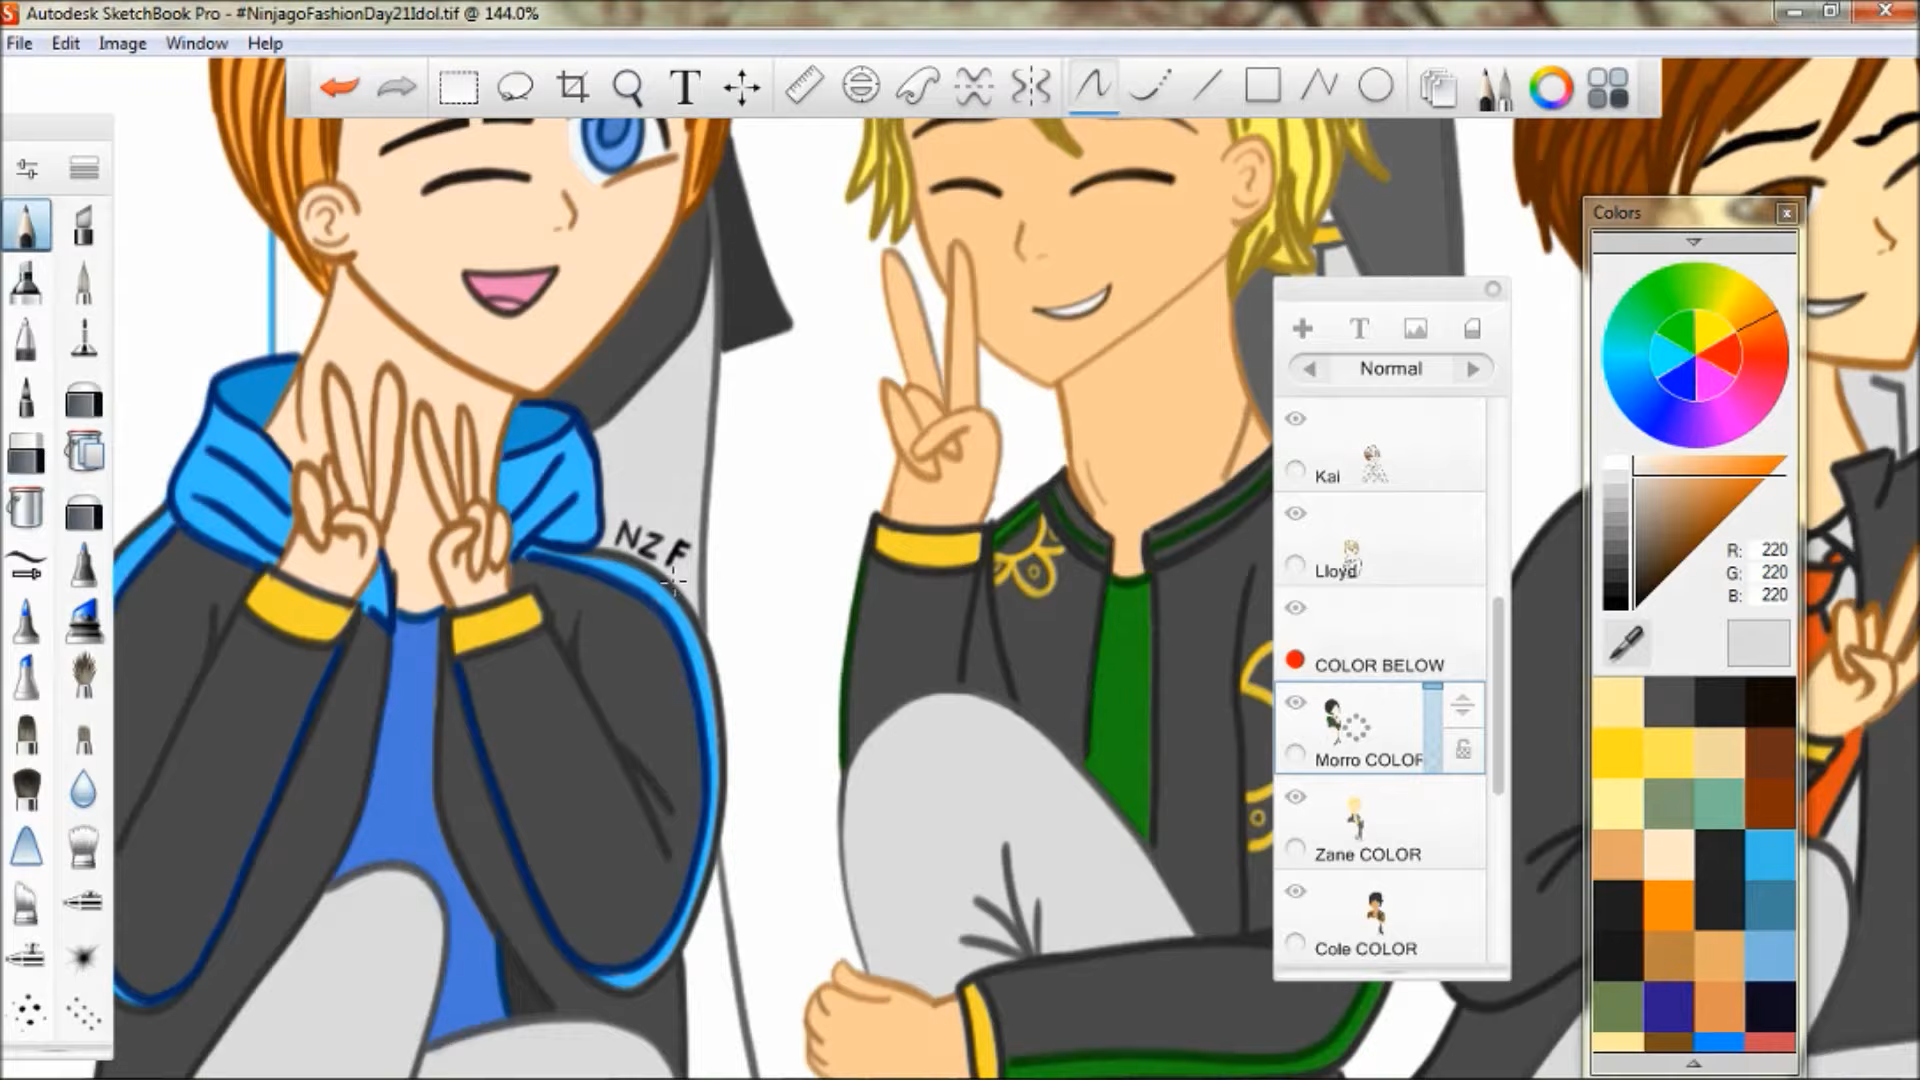 Autodesk SketchBook Pro - #NinjagoFashionDay21Idol.tif @ 144.0%
File Edit Image Window Help
T
Colors
T
Normal
Kai
Lloyd
COLOR BELOW
Morro COLOR
Zane COLOR
Cole COLOR
R: 220
G: 220
B: 220
NZF